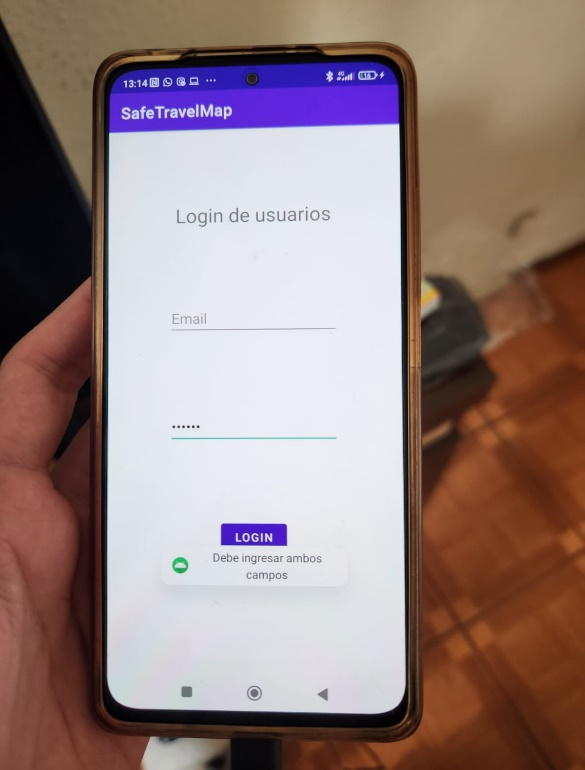 13:14
SafeTravelMap
Login de usuarios
Email
••••••
LOGIN
Debe ingresar ambos
campos